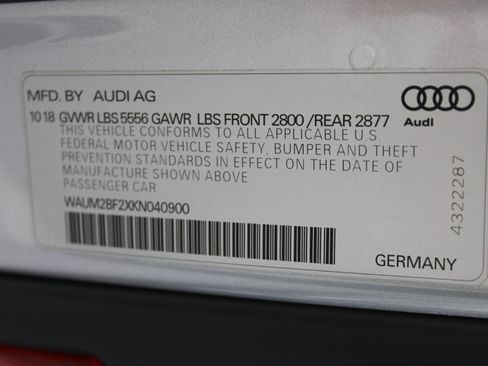 MFD. BY AUDI AG
10 18 GVWR LBS 5556 GAWR LBS FRONT 2800 /REAR 2877
THIS VEHICLE CONFORMS TO ALL APPLICABLE U.S.
FEDERAL MOTOR VEHICLE SAFETY, BUMPER AND THEFT
PREVENTION STANDARDS IN EFFECT ON THE DATE OF
MANUFACTURE SHOWN ABOVE
PASSENGER CAR
WAUM2BF2XKN040900
Audi
4322287
GERMANY